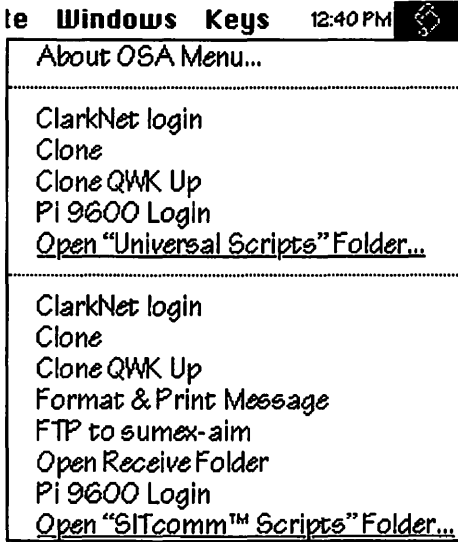 te Windows Keys 12:40 PM
About OSA Menu...
ClarkNet login
Clone
Clone QWK Up
Pi 9600 Login
Open “Universal Scripts” Folder...
ClarkNet login
Clone
Clone QWK Up
Format & Print Message
FTP to sumex-aim
Open Receive Folder
Pi 9600 Login
Open “SITcomm™ Scripts” Folder...